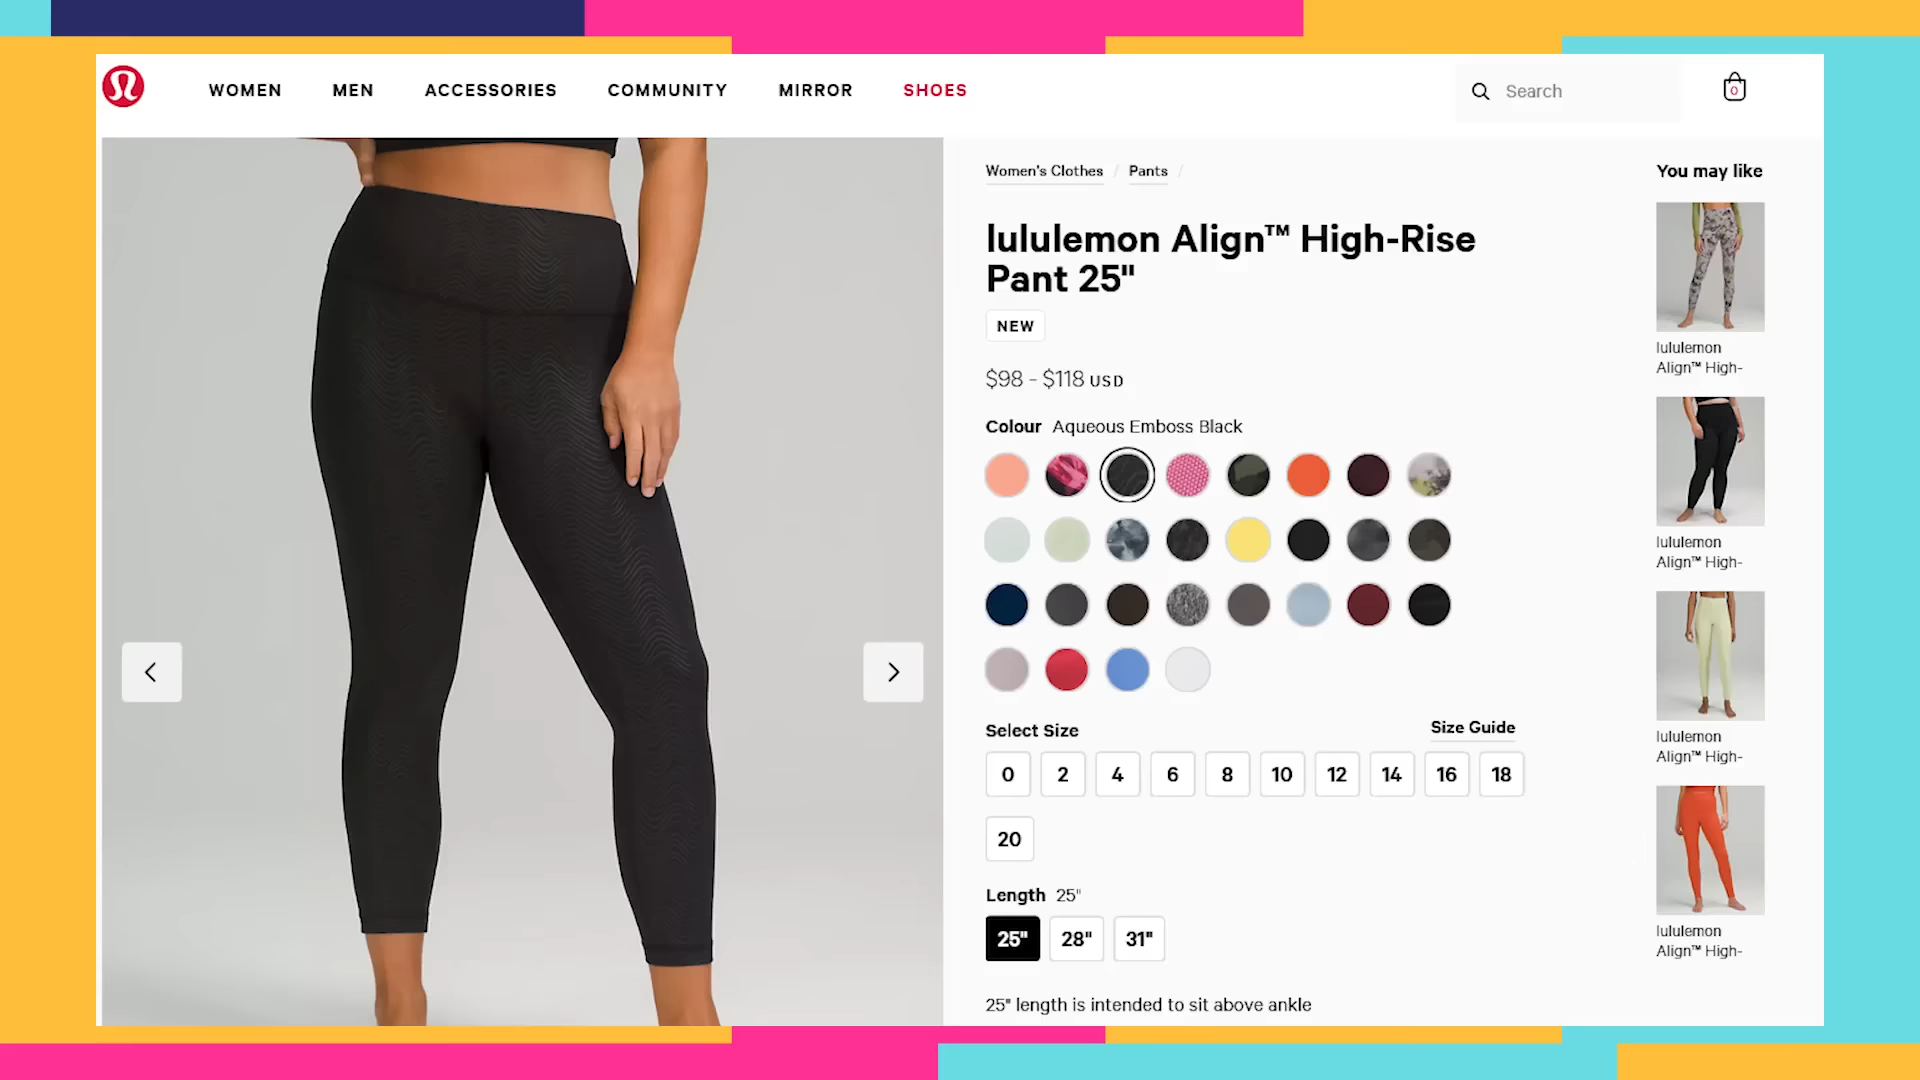 WOMEN MEN ACCESSORIES COMMUNITY MIRROR SHOES Search 0
Women's Clothes / Pants /
lululemon Align™ High-Rise
Pant 25"
NEW
$98 - $118 USD
Colour Aqueous Emboss Black
Select Size Size Guide
0 2 4 6 8 10 12 14 16 18
20
Length 25"
25" 28" 31"
25" length is intended to sit above ankle
You may like
lululemon
Align™ High-
lululemon
Align™ High-
lululemon
Align™ High-
lululemon
Align™ High-